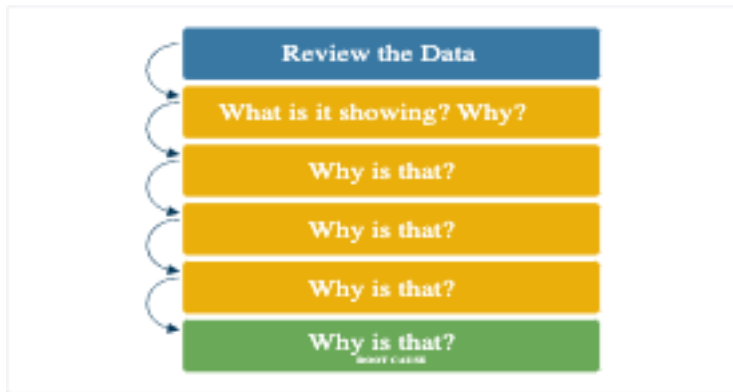 Review the Data
What is it showing? Why?
Why is that?
Why is that?
Why is that?
Why is that?
ROOT CAUSE